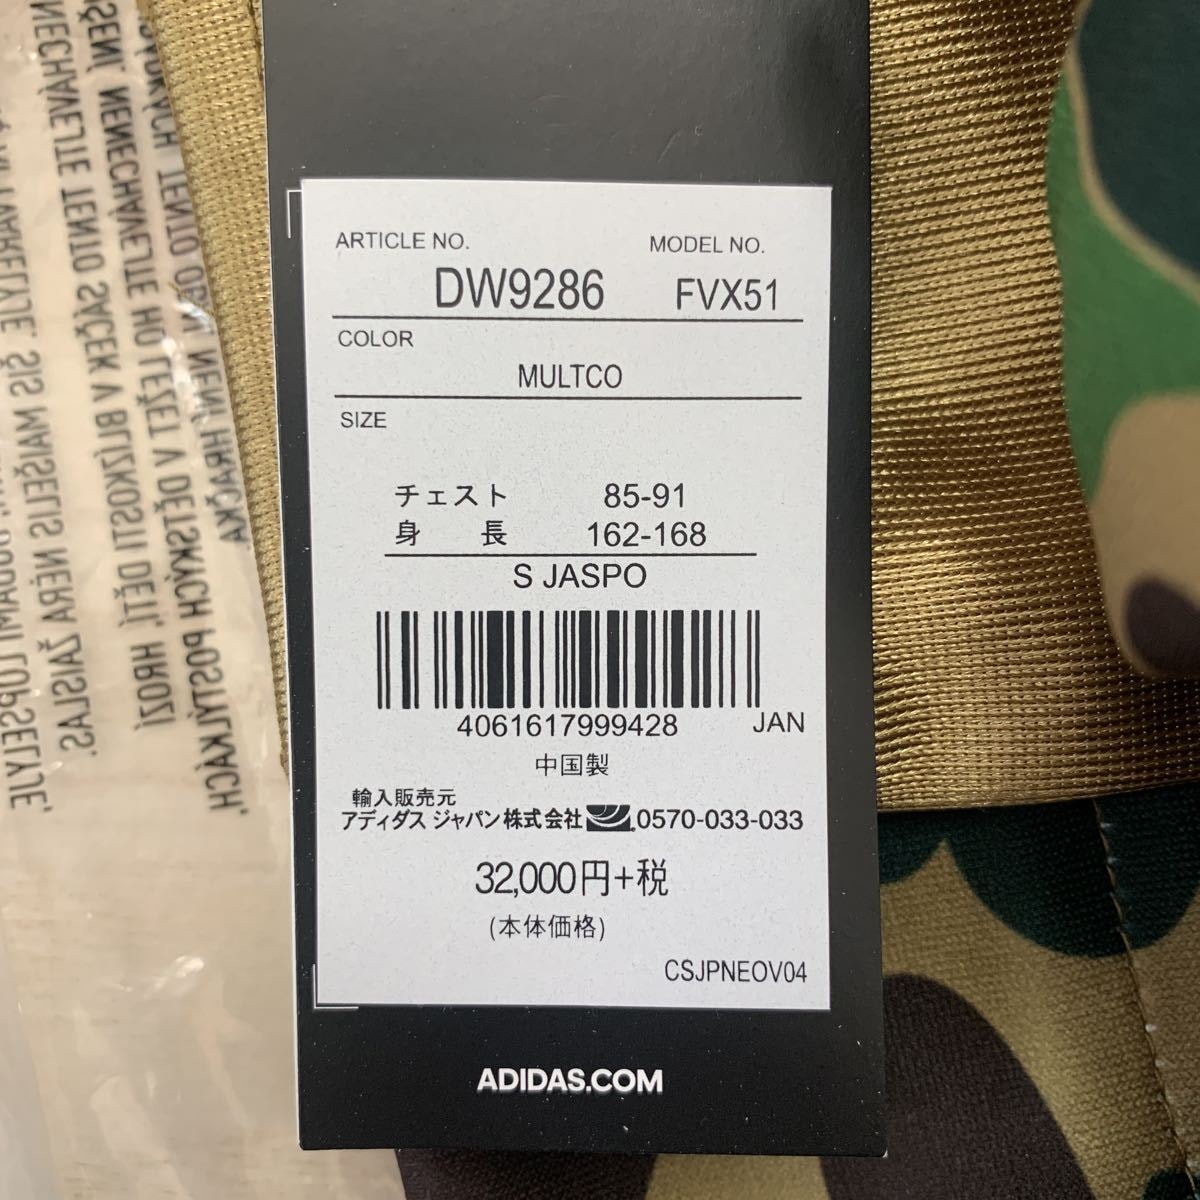 ARTICLE NO. MODEL NO.
DW9286 FVX51
COLOR
MULTCO
SIZE
チェスト 85-91
身 長 162-168
S JASPO
4061617999428 JAN
中国製
輸入販売元
アディダス ジャパン株式会社 0570-033-033
32,000円+税
(本体価格)
CSJPNEOV04
ADIDAS.COM